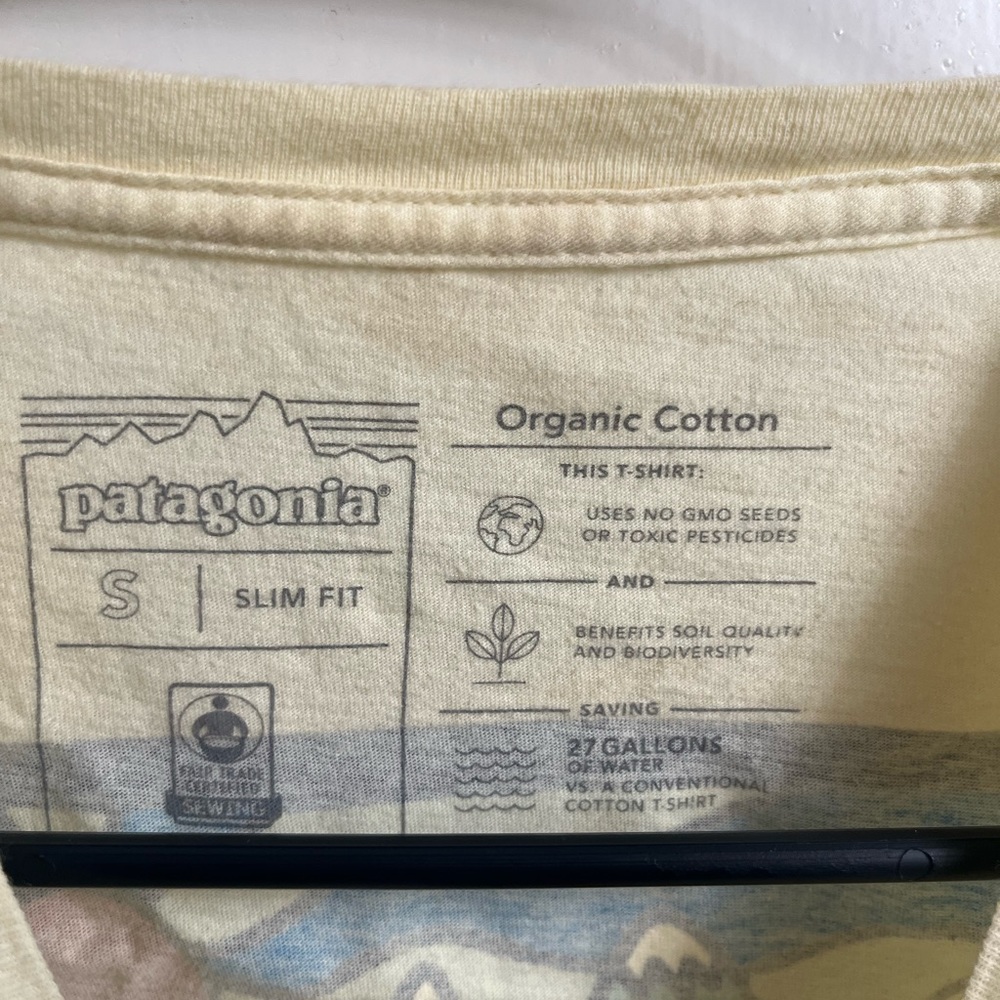 patagonia®
S | SLIM FIT
FAIR TRADE
CERTIFIED
SEWING
Organic Cotton
THIS T-SHIRT:
USES NO GMO SEEDS
OR TOXIC PESTICIDES
AND
BENEFITS SOIL QUALITY
AND BIODIVERSITY
SAVING
27 GALLONS
OF WATER
VS. A CONVENTIONAL
COTTON T-SHIRT